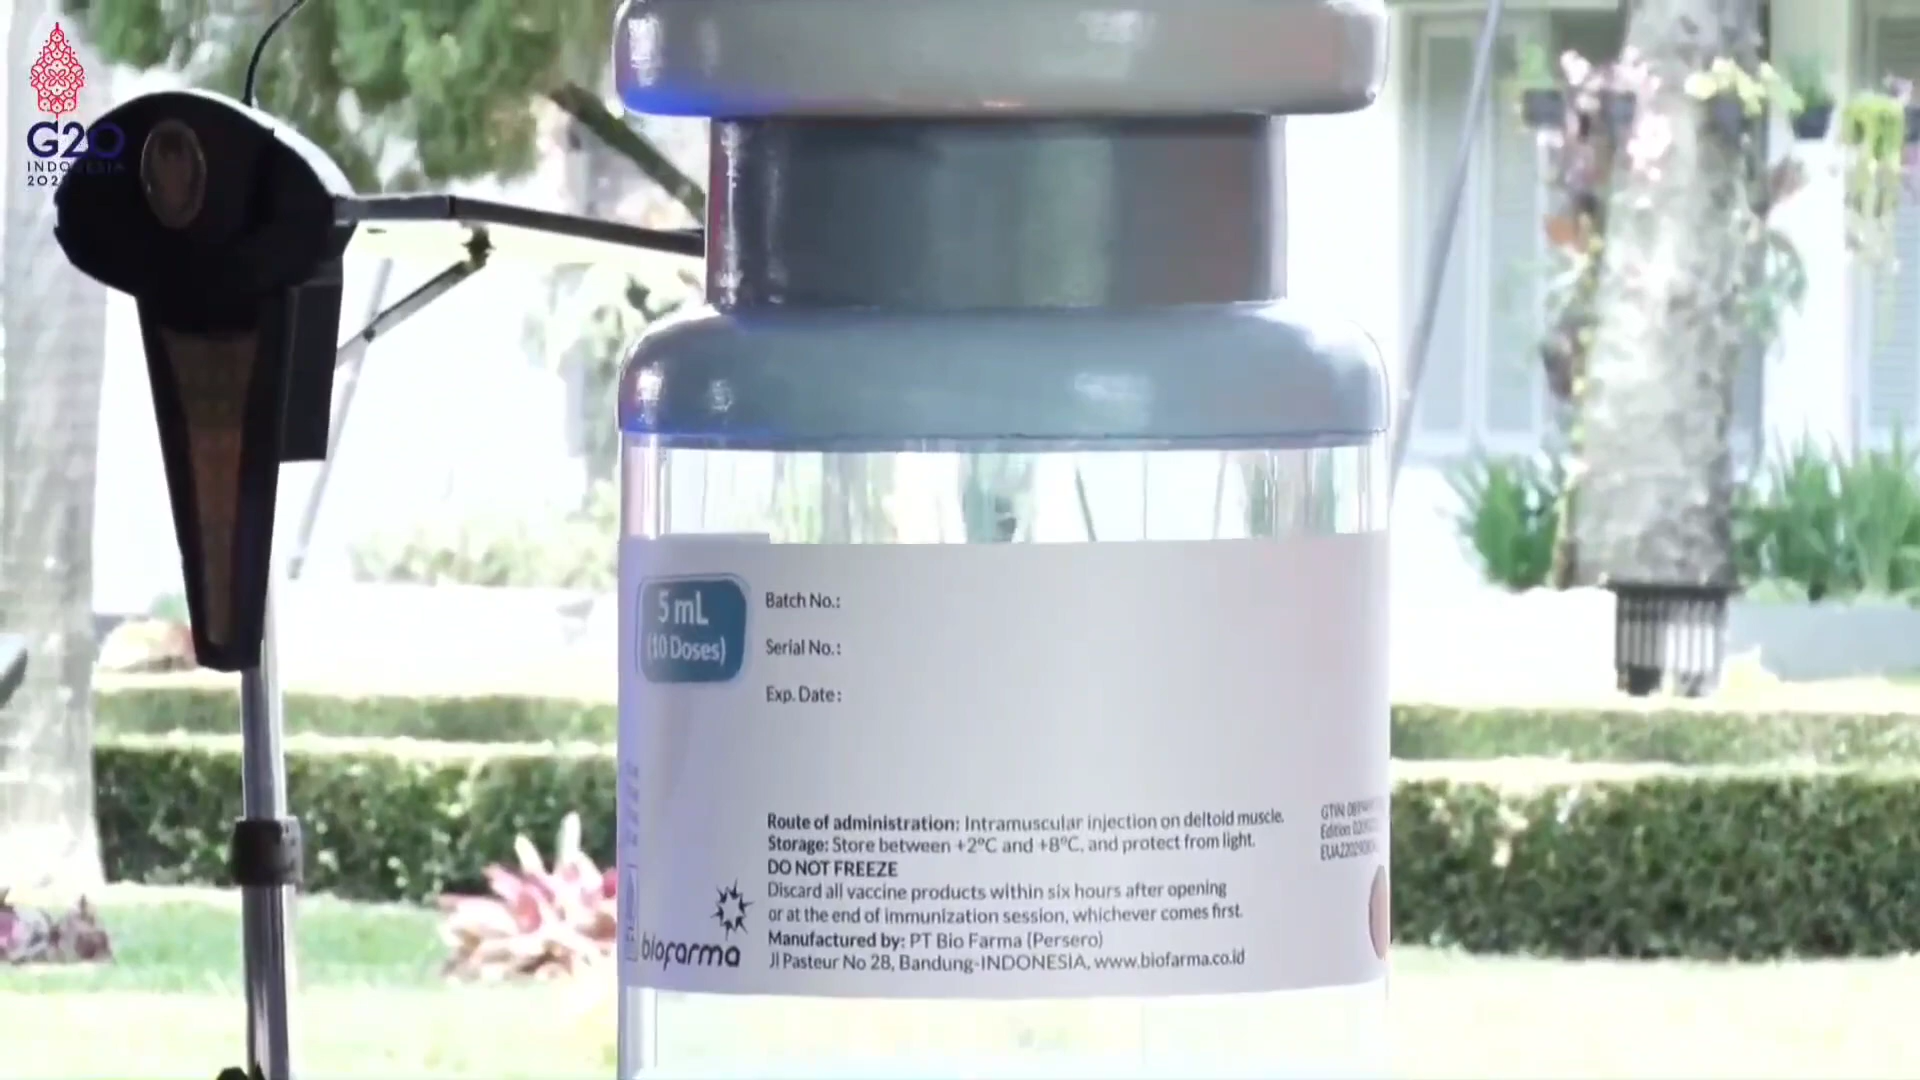 G20
INDONESIA
5 mL
(10 Doses)
Batch No.:
Serial No.:
Exp. Date:
Route of administration: Intramuscular injection on deltoid muscle.
Storage: Store between +2°C and +8°C, and protect from light.
DO NOT FREEZE
Discard all vaccine products within six hours after opening
or at the end of immunization session, whichever comes first.
Manufactured by: PT Bio Farma (Persero)
Jl Pasteur No 28, Bandung-INDONESIA, www.biofarma.co.id
biofarma
GTIN
Edition